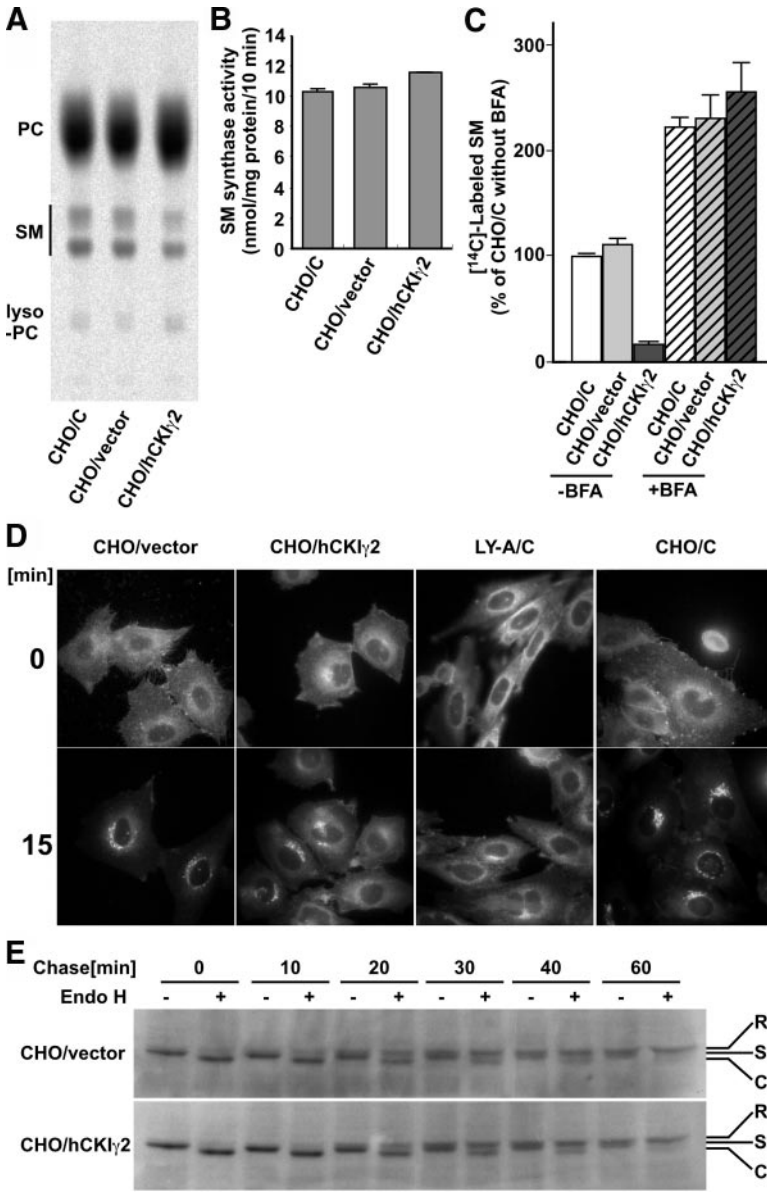 A
PC
SM
lyso
-PC
CHO/C
CHO/vector
CHO/hCKIγ2
B
SM synthase activity
(nmol/mg protein/10 min)
14
12
10
8
6
4
2
0
CHO/C
CHO/vector
CHO/hCKIγ2
C
[¹⁴C]-Labeled SM
(% of CHO/C without BFA)
300
200
100
0
CHO/C
CHO/vector
CHO/hCKIγ2
CHO/C
CHO/vector
CHO/hCKIγ2
-BFA
+BFA
D
CHO/vector CHO/hCKIγ2 LY-A/C CHO/C
[min]
0
15
E
Chase[min] 0 10 20 30 40 60
Endo H - + - + - + - + - + - +
CHO/vector
R
S
C
CHO/hCKIγ2
R
S
C